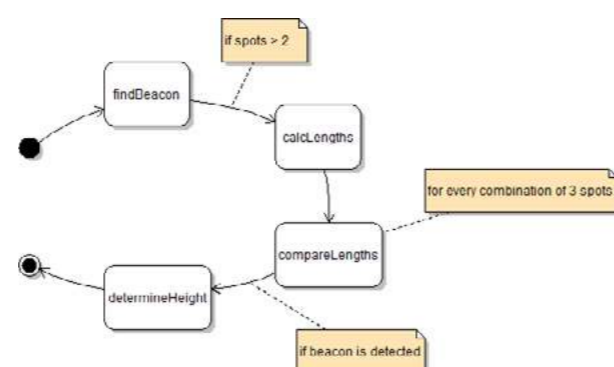 if spots > 2
findBeacon
calcLengths
for every combination of 3 spots
compareLengths
determineHeight
if beacon is detected